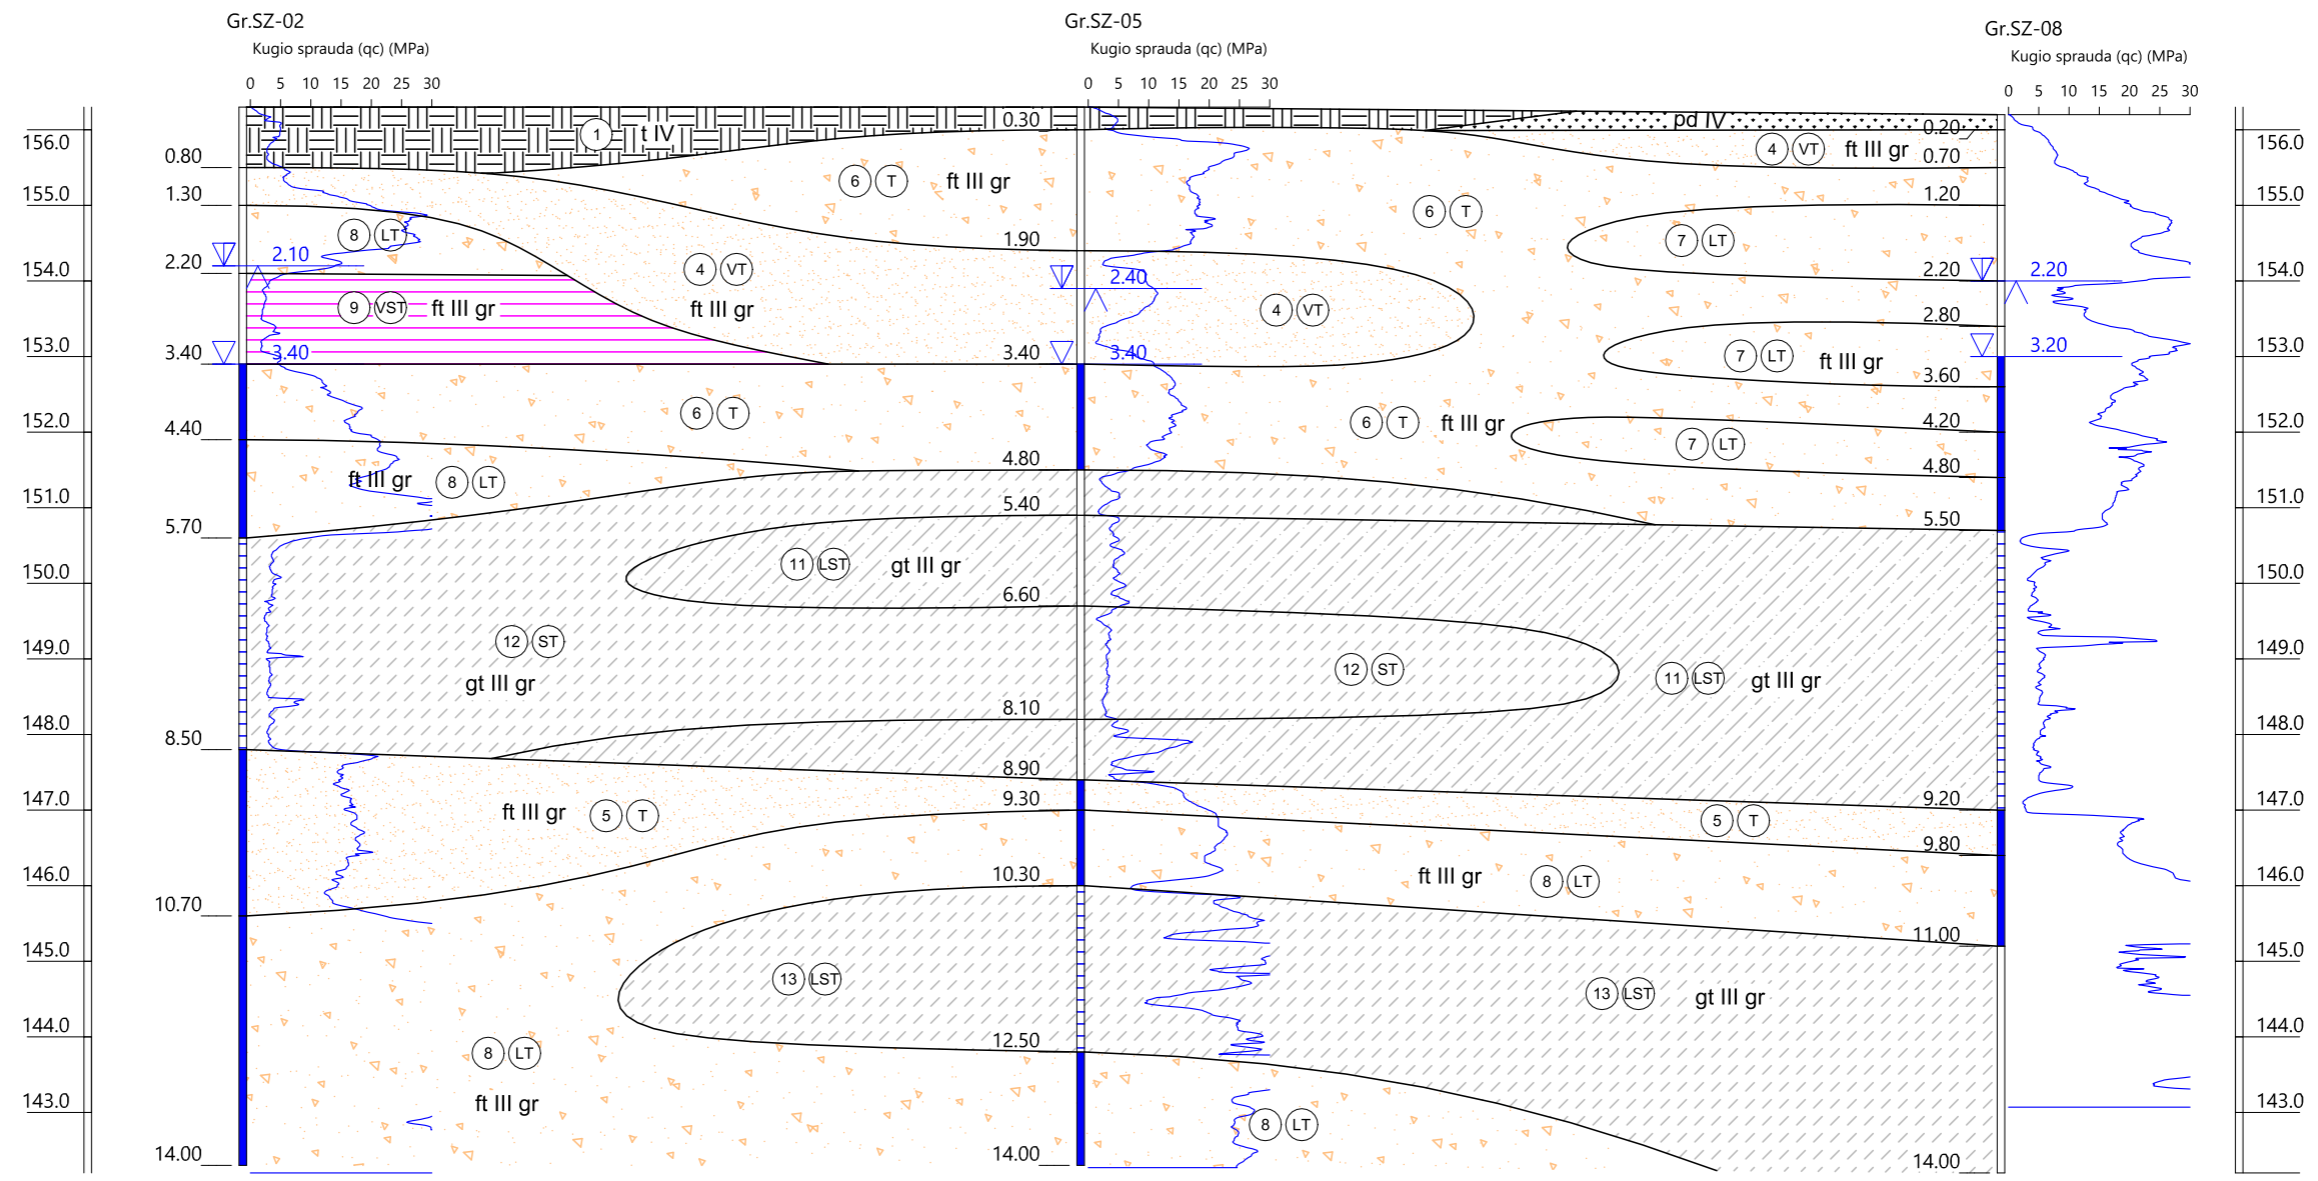 Gr.SZ-02
Kugio sprauda (qc) (MPa)
0 5 10 15 20 25 30
Gr.SZ-05
Kugio sprauda (qc) (MPa)
0 5 10 15 20 25 30
Gr.SZ-08
Kugio sprauda (qc) (MPa)
0 5 10 15 20 25 30
156.0
155.0
154.0
153.0
152.0
151.0
150.0
149.0
148.0
147.0
146.0
145.0
144.0
143.0
0.80
1.30
2.20
3.40
4.40
5.70
8.50
10.70
14.00
2.10
3.40
1 t IV
6 T ft III gr
8 LT
4 VT
ft III gr
9 VST ft III gr
6 T
ft III gr 8 LT
11 LST gt III gr
12 ST
gt III gr
ft III gr 5 T
13 LST
8 LT
ft III gr
0.30
1.90
3.40
4.80
5.40
6.60
8.10
8.90
9.30
10.30
12.50
14.00
2.40
3.40
pd IV
4 VT ft III gr
6 T
7 LT
4 VT
7 LT ft III gr
6 T ft III gr
7 LT
12 ST
11 LST gt III gr
5 T
ft III gr 8 LT
13 LST gt III gr
8 LT
0.20
0.70
1.20
2.20
2.80
3.60
4.20
4.80
5.50
9.20
9.80
11.00
14.00
2.20
3.20
156.0
155.0
154.0
153.0
152.0
151.0
150.0
149.0
148.0
147.0
146.0
145.0
144.0
143.0